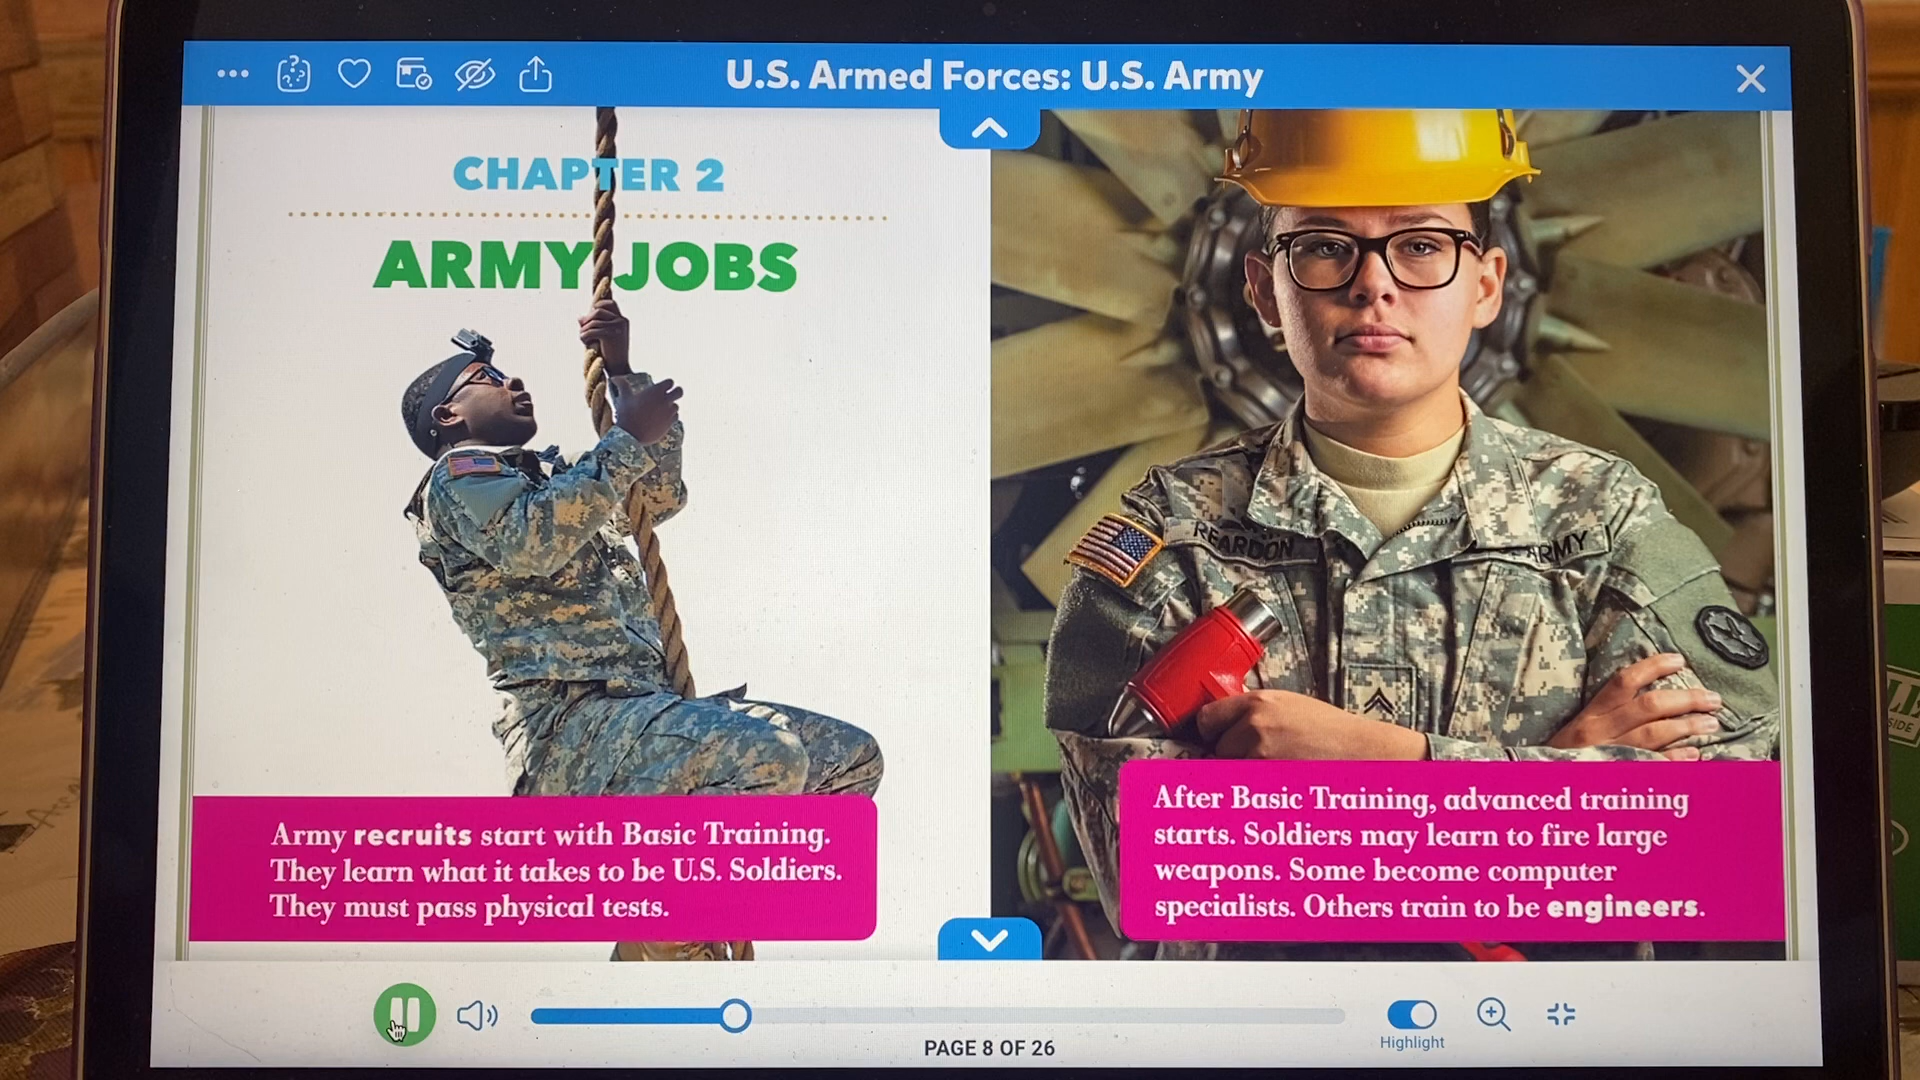 U.S. Armed Forces: U.S. Army
CHAPTER 2
ARMY JOBS
Army recruits start with Basic Training.
They learn what it takes to be U.S. Soldiers.
They must pass physical tests.
REARDON
ARMY
After Basic Training, advanced training
starts. Soldiers may learn to fire large
weapons. Some become computer
specialists. Others train to be engineers.
PAGE 8 OF 26
Highlight